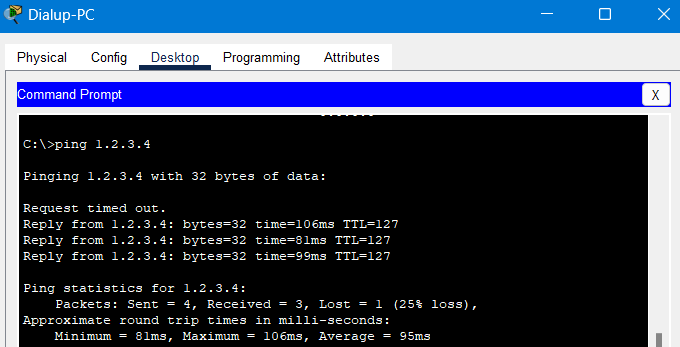 Dialup-PC
Physical Config Desktop Programming Attributes
Command Prompt X
C:\>ping 1.2.3.4
Pinging 1.2.3.4 with 32 bytes of data:
Request timed out.
Reply from 1.2.3.4: bytes=32 time=106ms TTL=127
Reply from 1.2.3.4: bytes=32 time=81ms TTL=127
Reply from 1.2.3.4: bytes=32 time=99ms TTL=127
Ping statistics for 1.2.3.4:
Packets: Sent = 4, Received = 3, Lost = 1 (25% loss),
Approximate round trip times in milli-seconds:
Minimum = 81ms, Maximum = 106ms, Average = 95ms